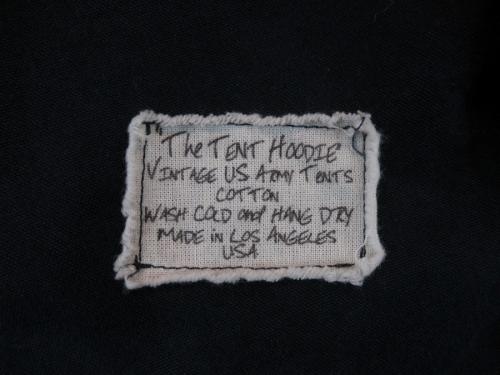 The TENT HOODIE
VINTAGE US ARMY TENTS
COTTON
WASH COLD and HANG DRY
MADE in LOS ANGELES
USA